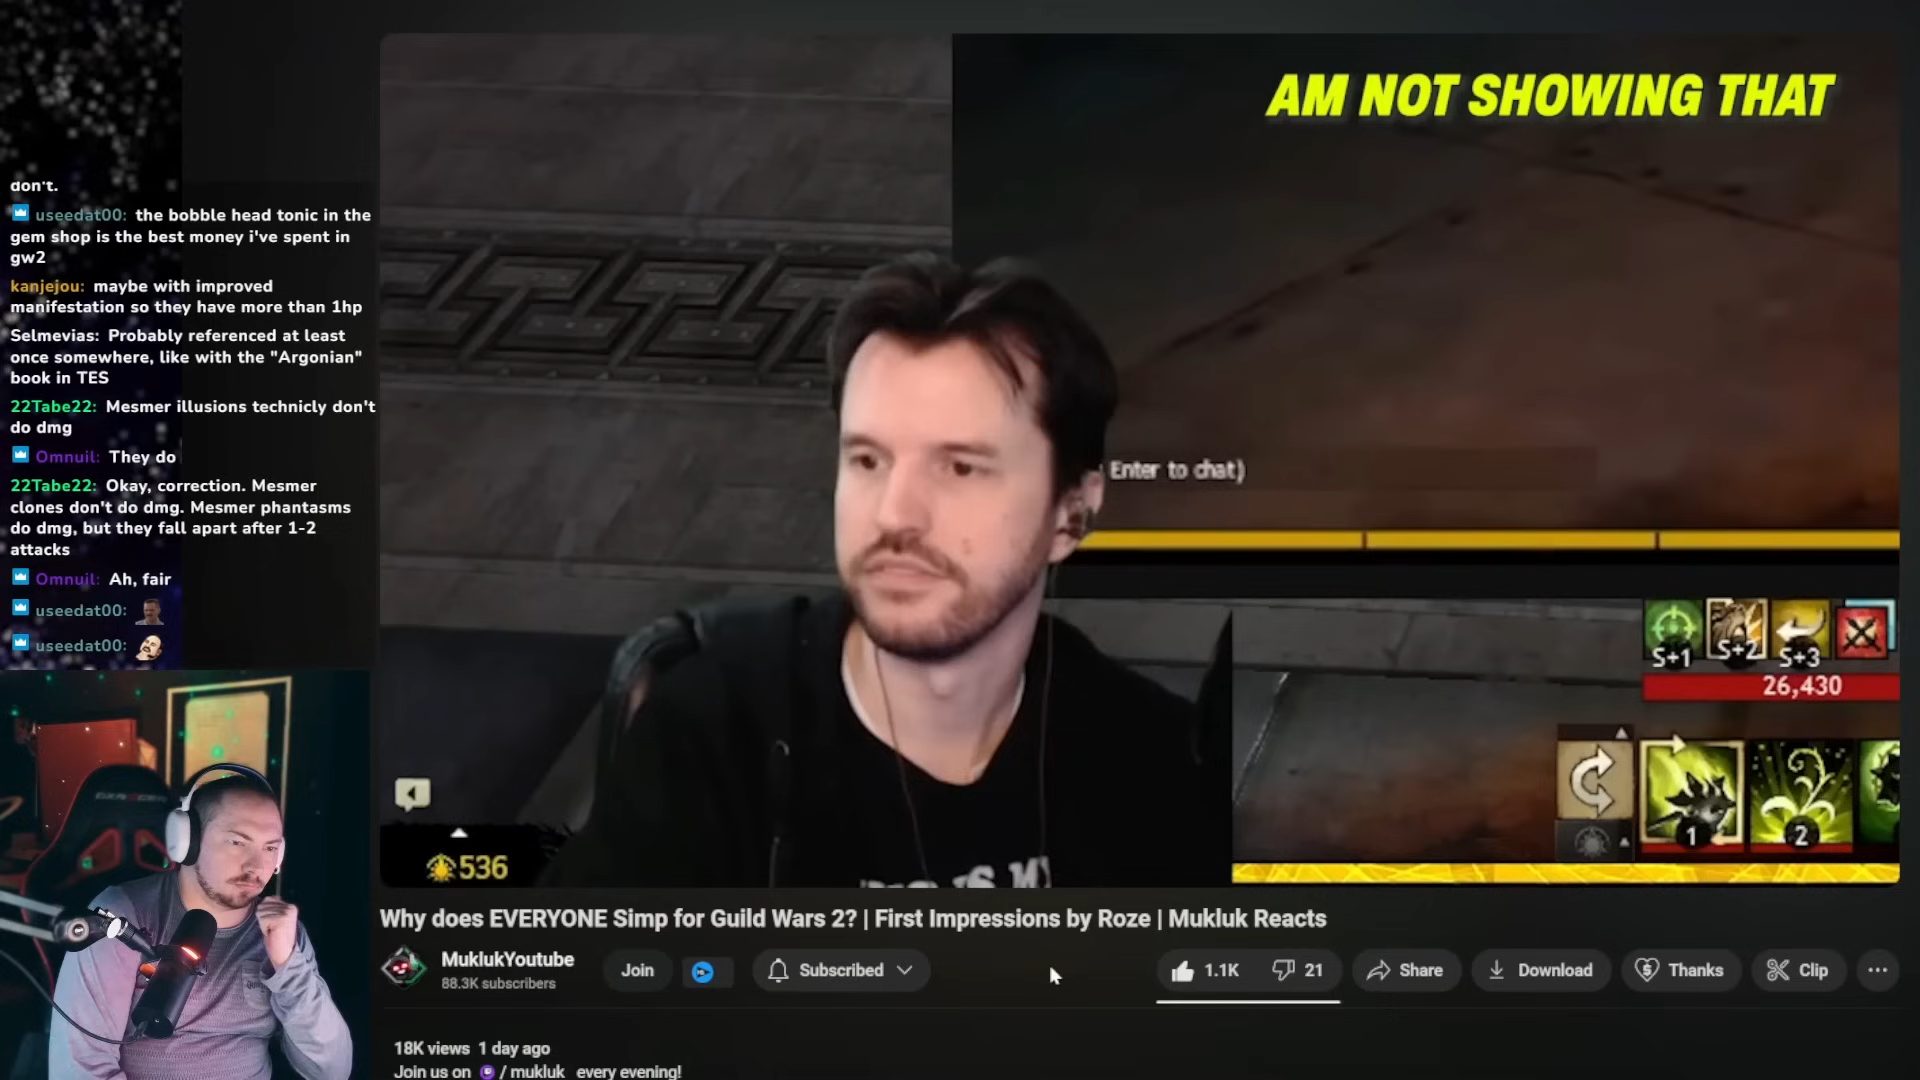 AM NOT SHOWING THAT
don't.
useedat00: the bobble head tonic in the
gem shop is the best money i've spent in
gw2
kanjejou: maybe with improved
manifestation so they have more than 1hp
Selmevias: Probably referenced at least
once somewhere, like with the "Argonian"
book in TES
22Tabe22: Mesmer illusions technicly don't
do dmg
Omnuil: They do
22Tabe22: Okay, correction. Mesmer
clones don't do dmg. Mesmer phantasms
do dmg, but they fall apart after 1-2
attacks
Omnuil: Ah, fair
useedat00:
useedat00:
Enter to chat)
S+1 S+2 S+3
26,430
1 2
536
Why does EVERYONE Simp for Guild Wars 2? | First Impressions by Roze | Mukluk Reacts
MuklukYoutube
88.3K subscribers
Join
Subscribed
1.1K 21 Share Download Thanks Clip
18K views 1 day ago
Join us on / mukluk every evening!